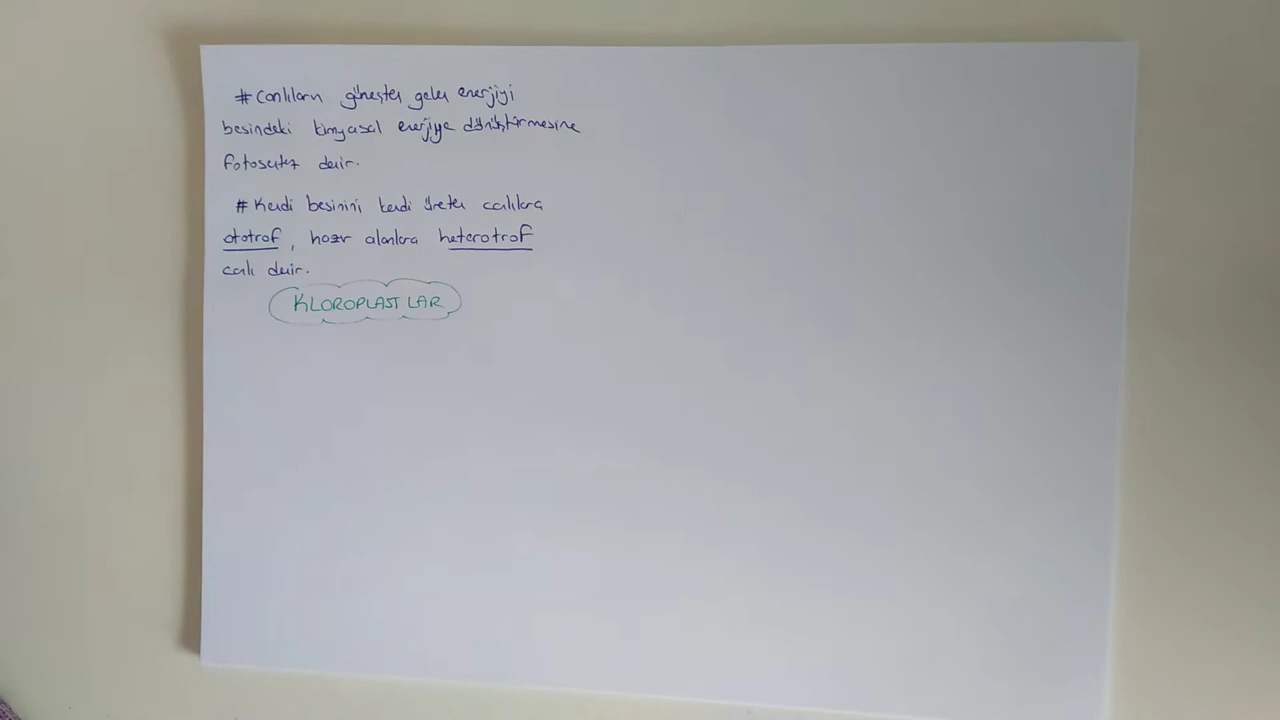 # Canlıların güneşten gelen enerjiyi
besindeki kimyasal enerjiye dönüştürmesine
fotosentez denir.
# Kendi besinini kendi üreten canlılara
ototrof, hazır alanlara heterotrof
canlı denir.
KLOROPLASTLAR